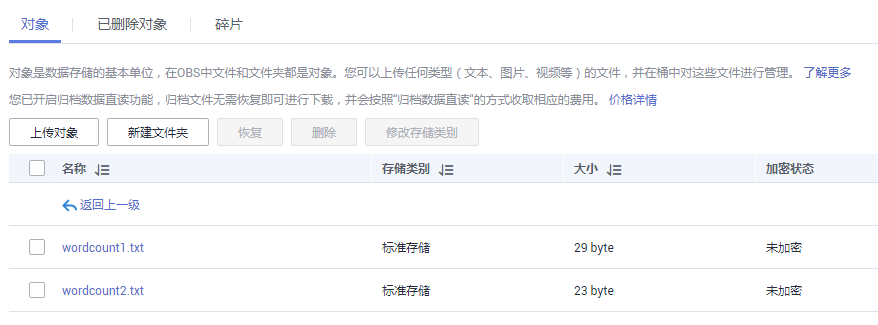 对象 已删除对象 碎片
对象是数据存储的基本单位，在OBS中文件和文件夹都是对象。您可以上传任何类型（文本、图片、视频等）的文件，并在桶中对这些文件进行管理。 了解更多
您已开启归档数据直读功能，归档文件无需恢复即可进行下载，并会按照“归档数据直读”的方式收取相应的费用。 价格详情
上传对象 新建文件夹 恢复 删除 修改存储类别
名称 存储类别 大小 加密状态
返回上一级
wordcount1.txt 标准存储 29 byte 未加密
wordcount2.txt 标准存储 23 byte 未加密